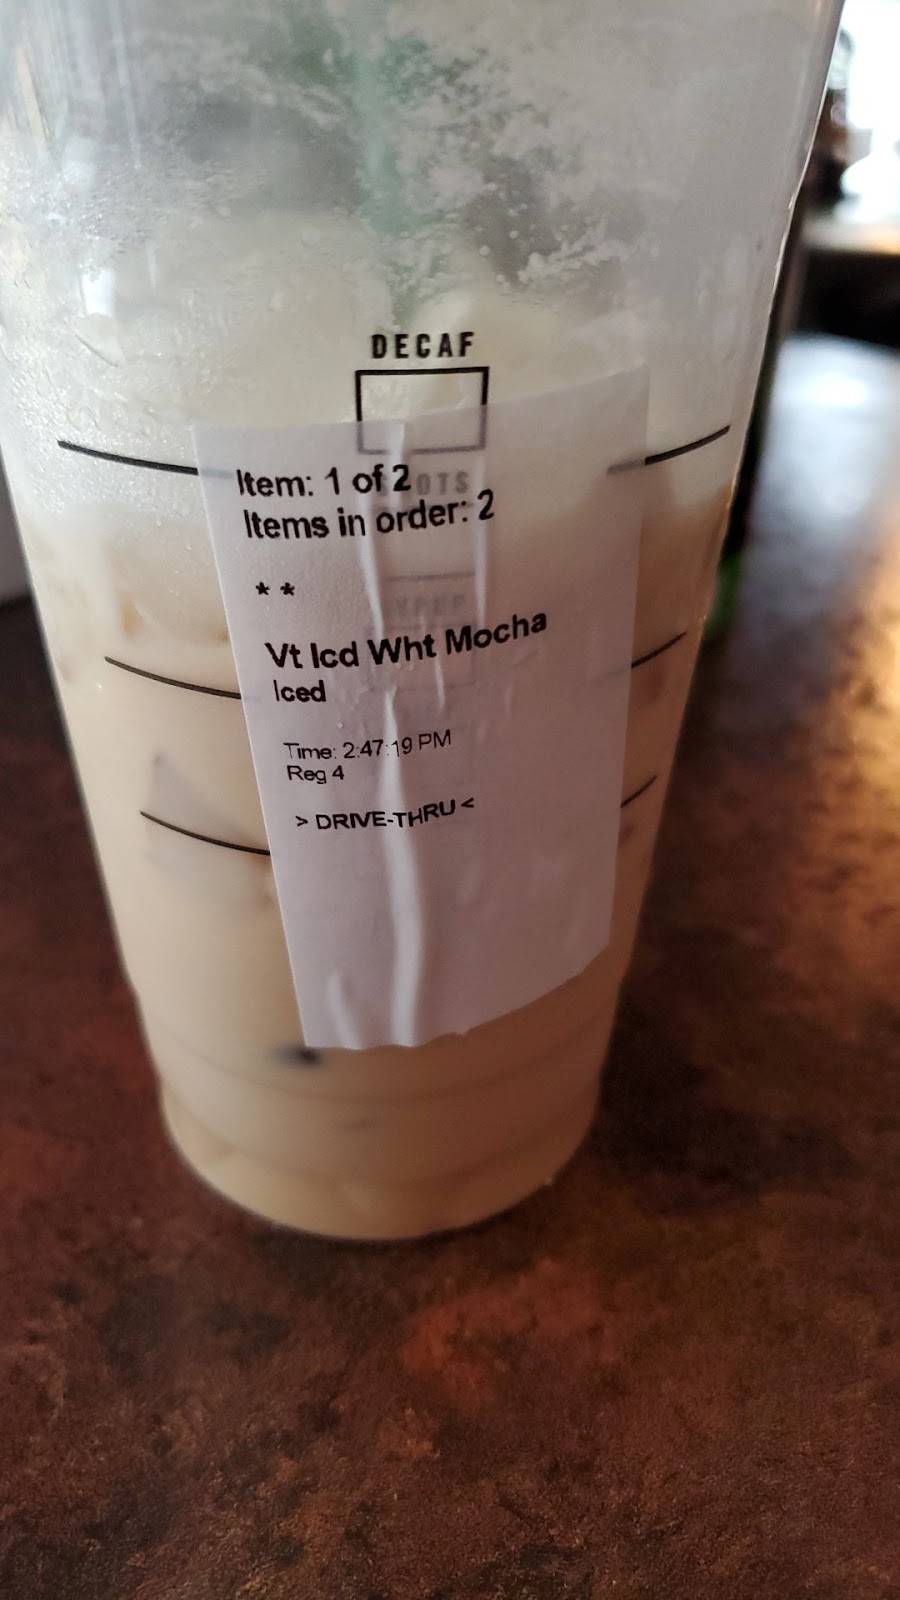 DECAF
Item: 1 of 2
Items in order: 2
* *
Vt Icd Wht Mocha
Iced
Time: 2:47:19 PM
Reg 4
> DRIVE-THRU <